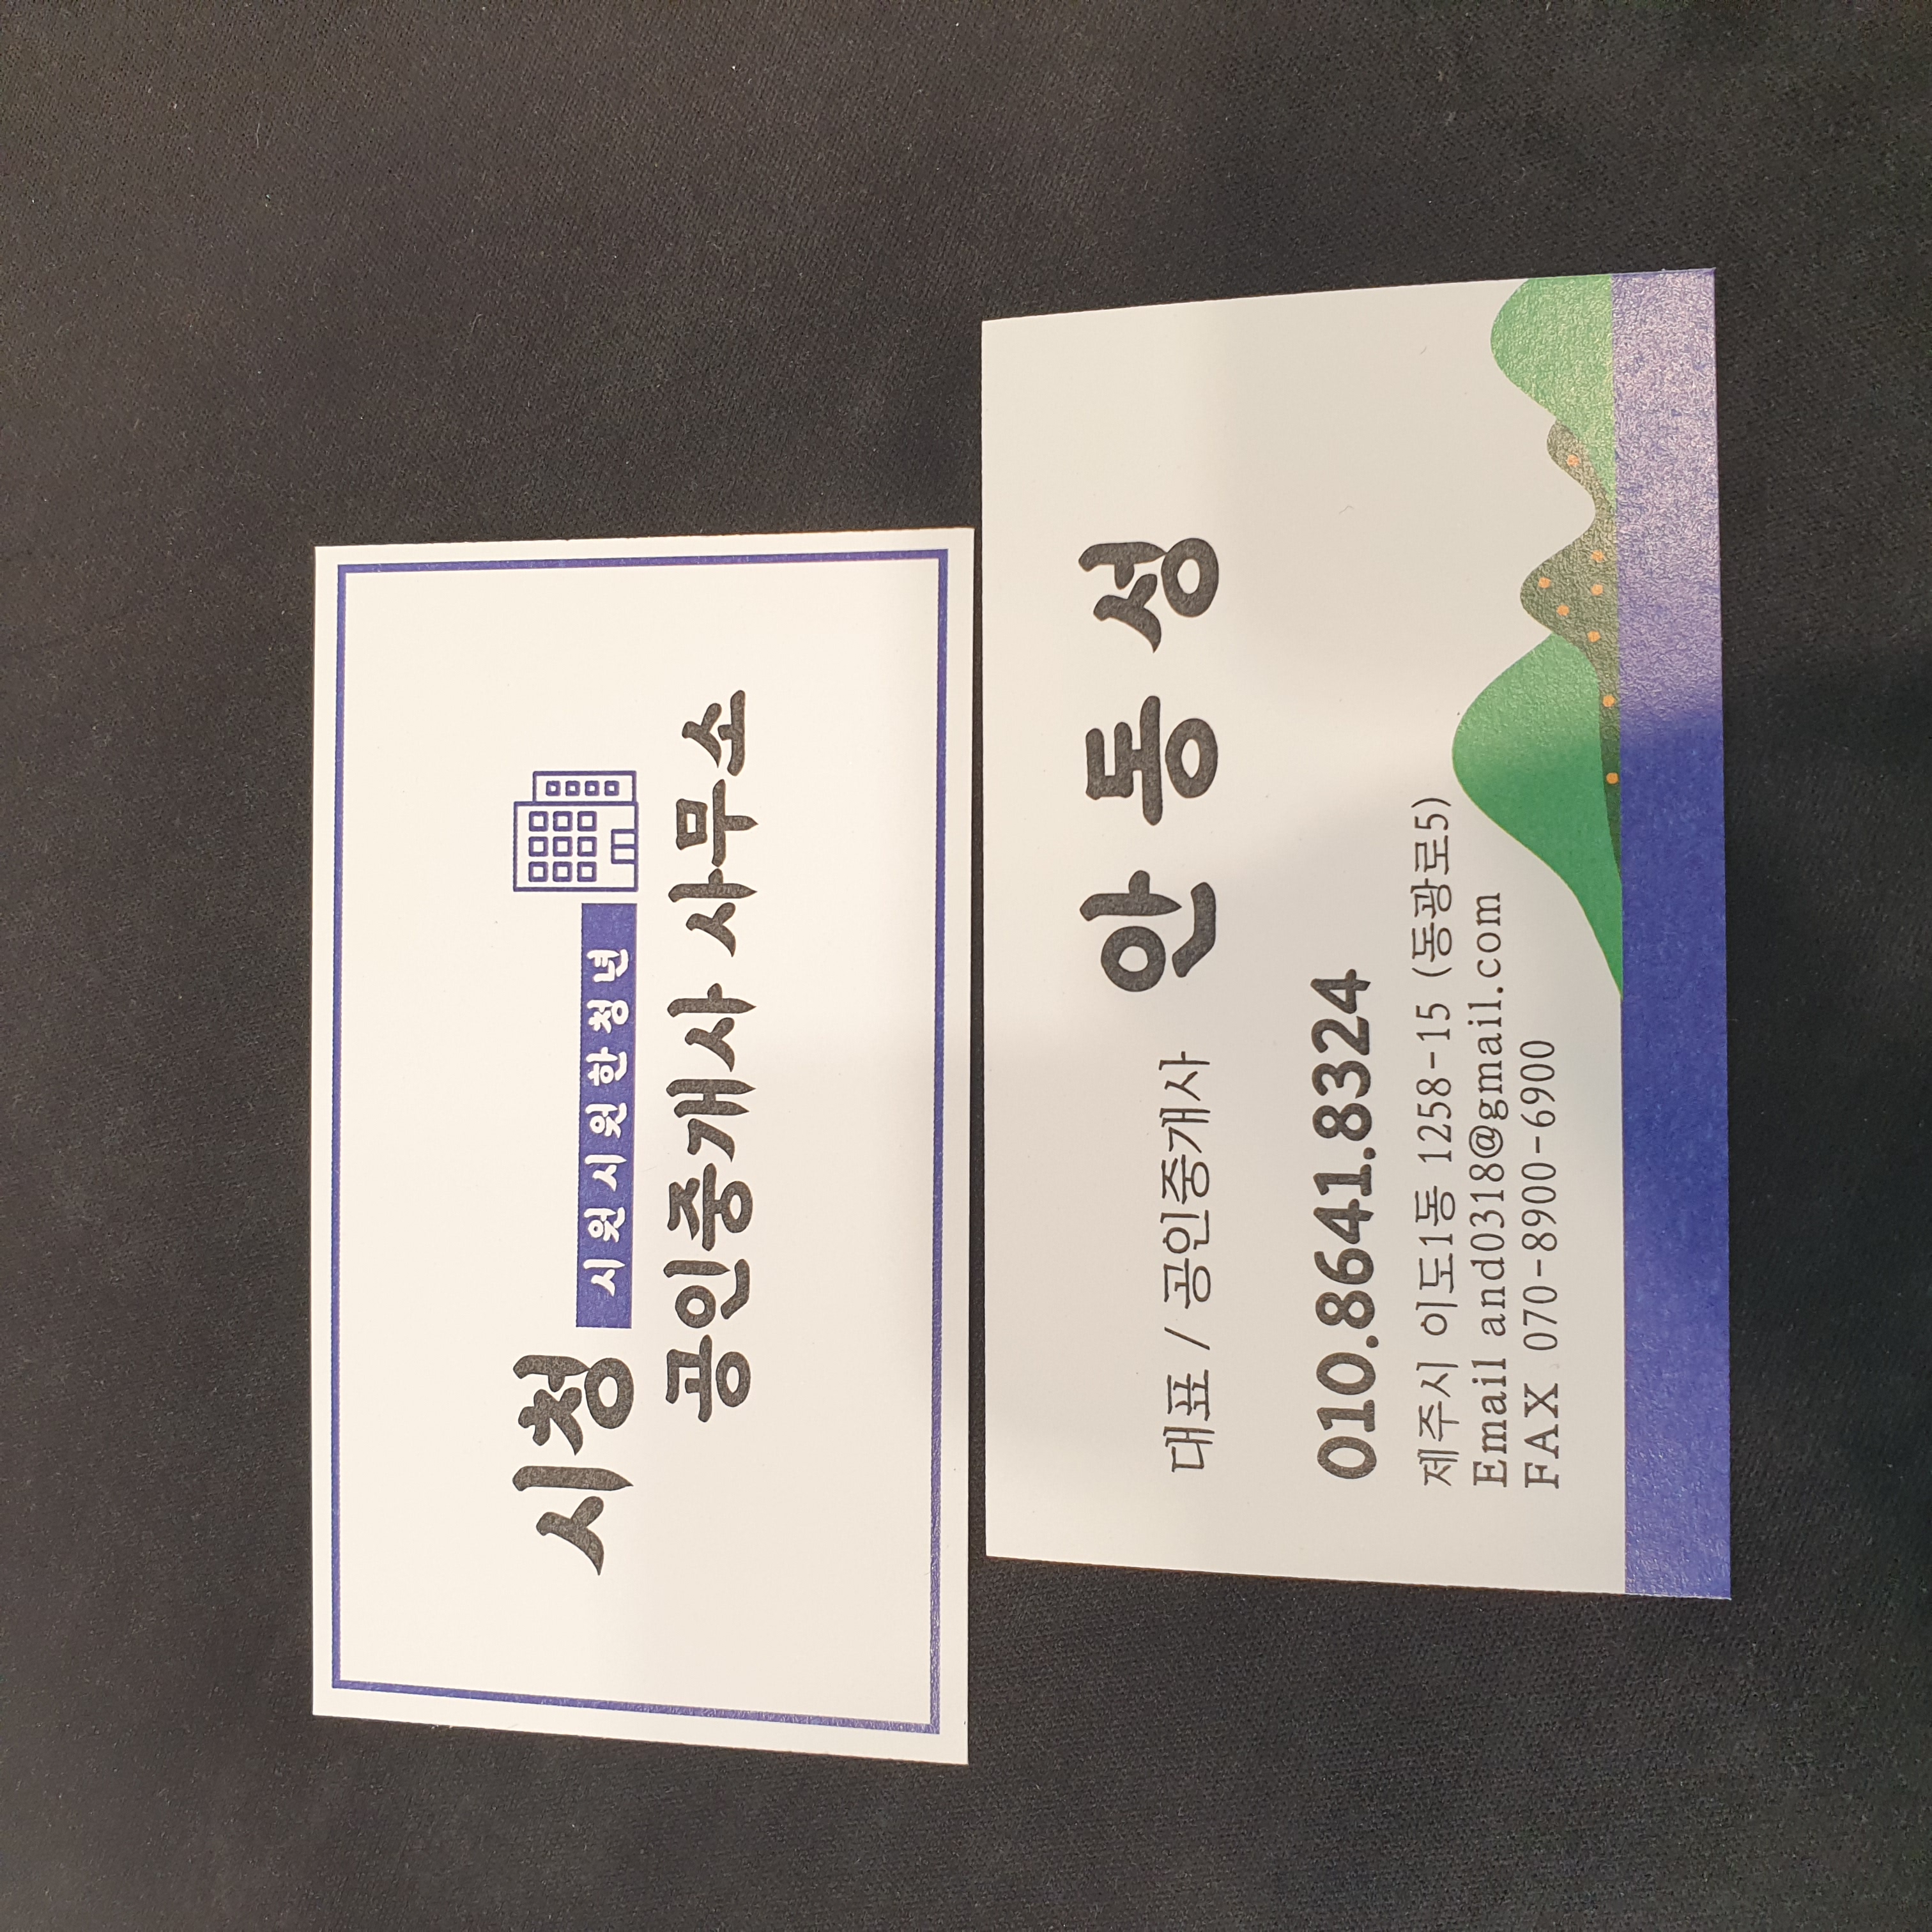 시청 시원시원한청년
공인중개사 사무소
대표 / 공인중개사 안동성
010.8641.8324
제주시 이도1동 1258-15 (동광로5)
Email and0318@gmail.com
FAX 070-8900-6900